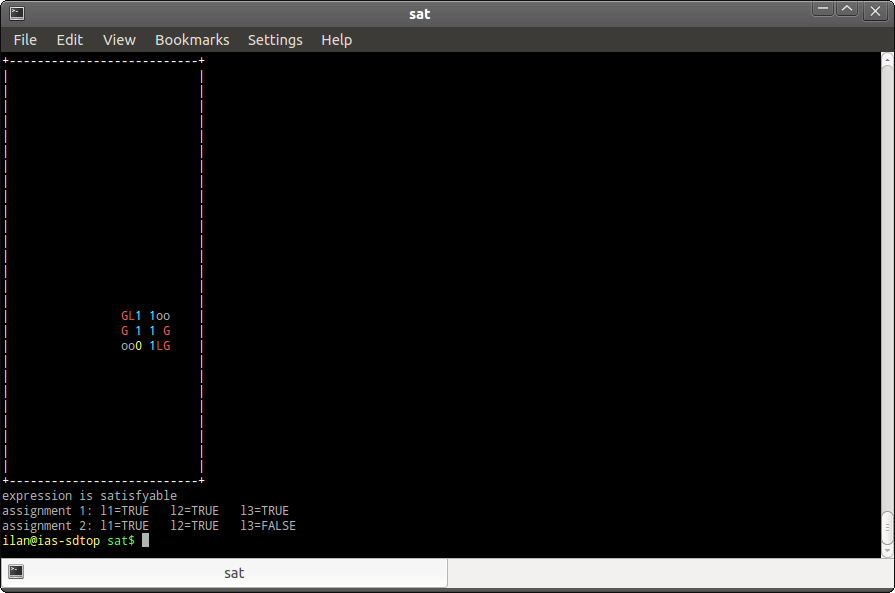 sat
File Edit View Bookmarks Settings Help
+---------------------------+
GL1 1oo
G 1 1 G
oo0 1LG
+---------------------------+
expression is satisfyable
assignment 1: l1=TRUE   l2=TRUE   l3=TRUE
assignment 2: l1=TRUE   l2=TRUE   l3=FALSE
ilan@ias-sdtop sat$
sat